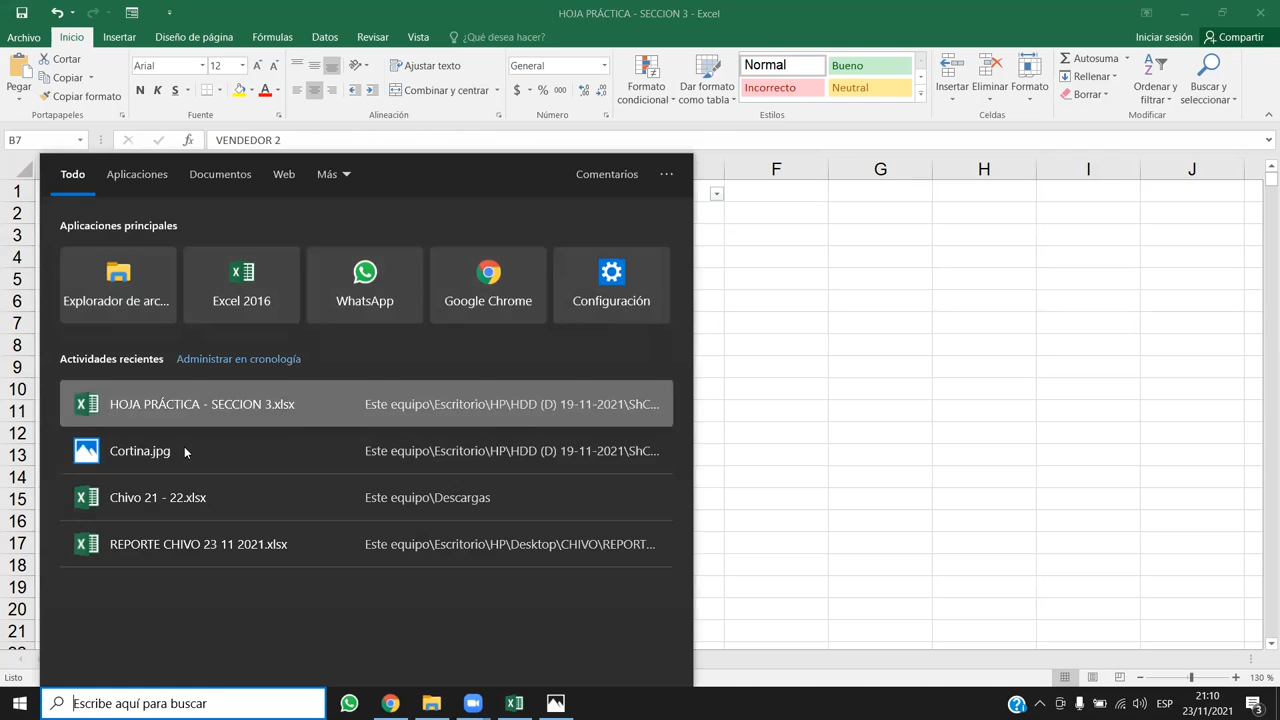 HOJA PRÁCTICA - SECCION 3 - Excel
Archivo Inicio Insertar Diseño de página Fórmulas Datos Revisar Vista ¿Qué desea hacer? Iniciar sesión Compartir
Pegar
Cortar
Copiar
Copiar formato
Portapapeles
Arial 12
N K S
Fuente
Ajustar texto
Combinar y centrar
Alineación
General
$ % 000
Número
Formato condicional
Dar formato como tabla
Normal Bueno
Incorrecto Neutral
Estilos
Insertar Eliminar Formato
Celdas
Autosuma
Rellenar
Borrar
Ordenar y filtrar
Buscar y seleccionar
Modificar
B7 fx VENDEDOR 2
F G H I J
1
2
3
4
5
6
7
8
9
10
11
12
13
14
15
16
17
18
19
20
21
Todo Aplicaciones Documentos Web Más Comentarios ...
Aplicaciones principales
Explorador de arc... Excel 2016 WhatsApp Google Chrome Configuración
Actividades recientes Administrar en cronología
HOJA PRÁCTICA - SECCION 3.xlsx Este equipo\Escritorio\HP\HDD (D) 19-11-2021\ShC...
Cortina.jpg Este equipo\Escritorio\HP\HDD (D) 19-11-2021\ShC...
Chivo 21 - 22.xlsx Este equipo\Descargas
REPORTE CHIVO 23 11 2021.xlsx Este equipo\Escritorio\HP\Desktop\CHIVO\REPORT...
Listo 130 %
Escribe aquí para buscar
ESP
21:10
23/11/2021
3